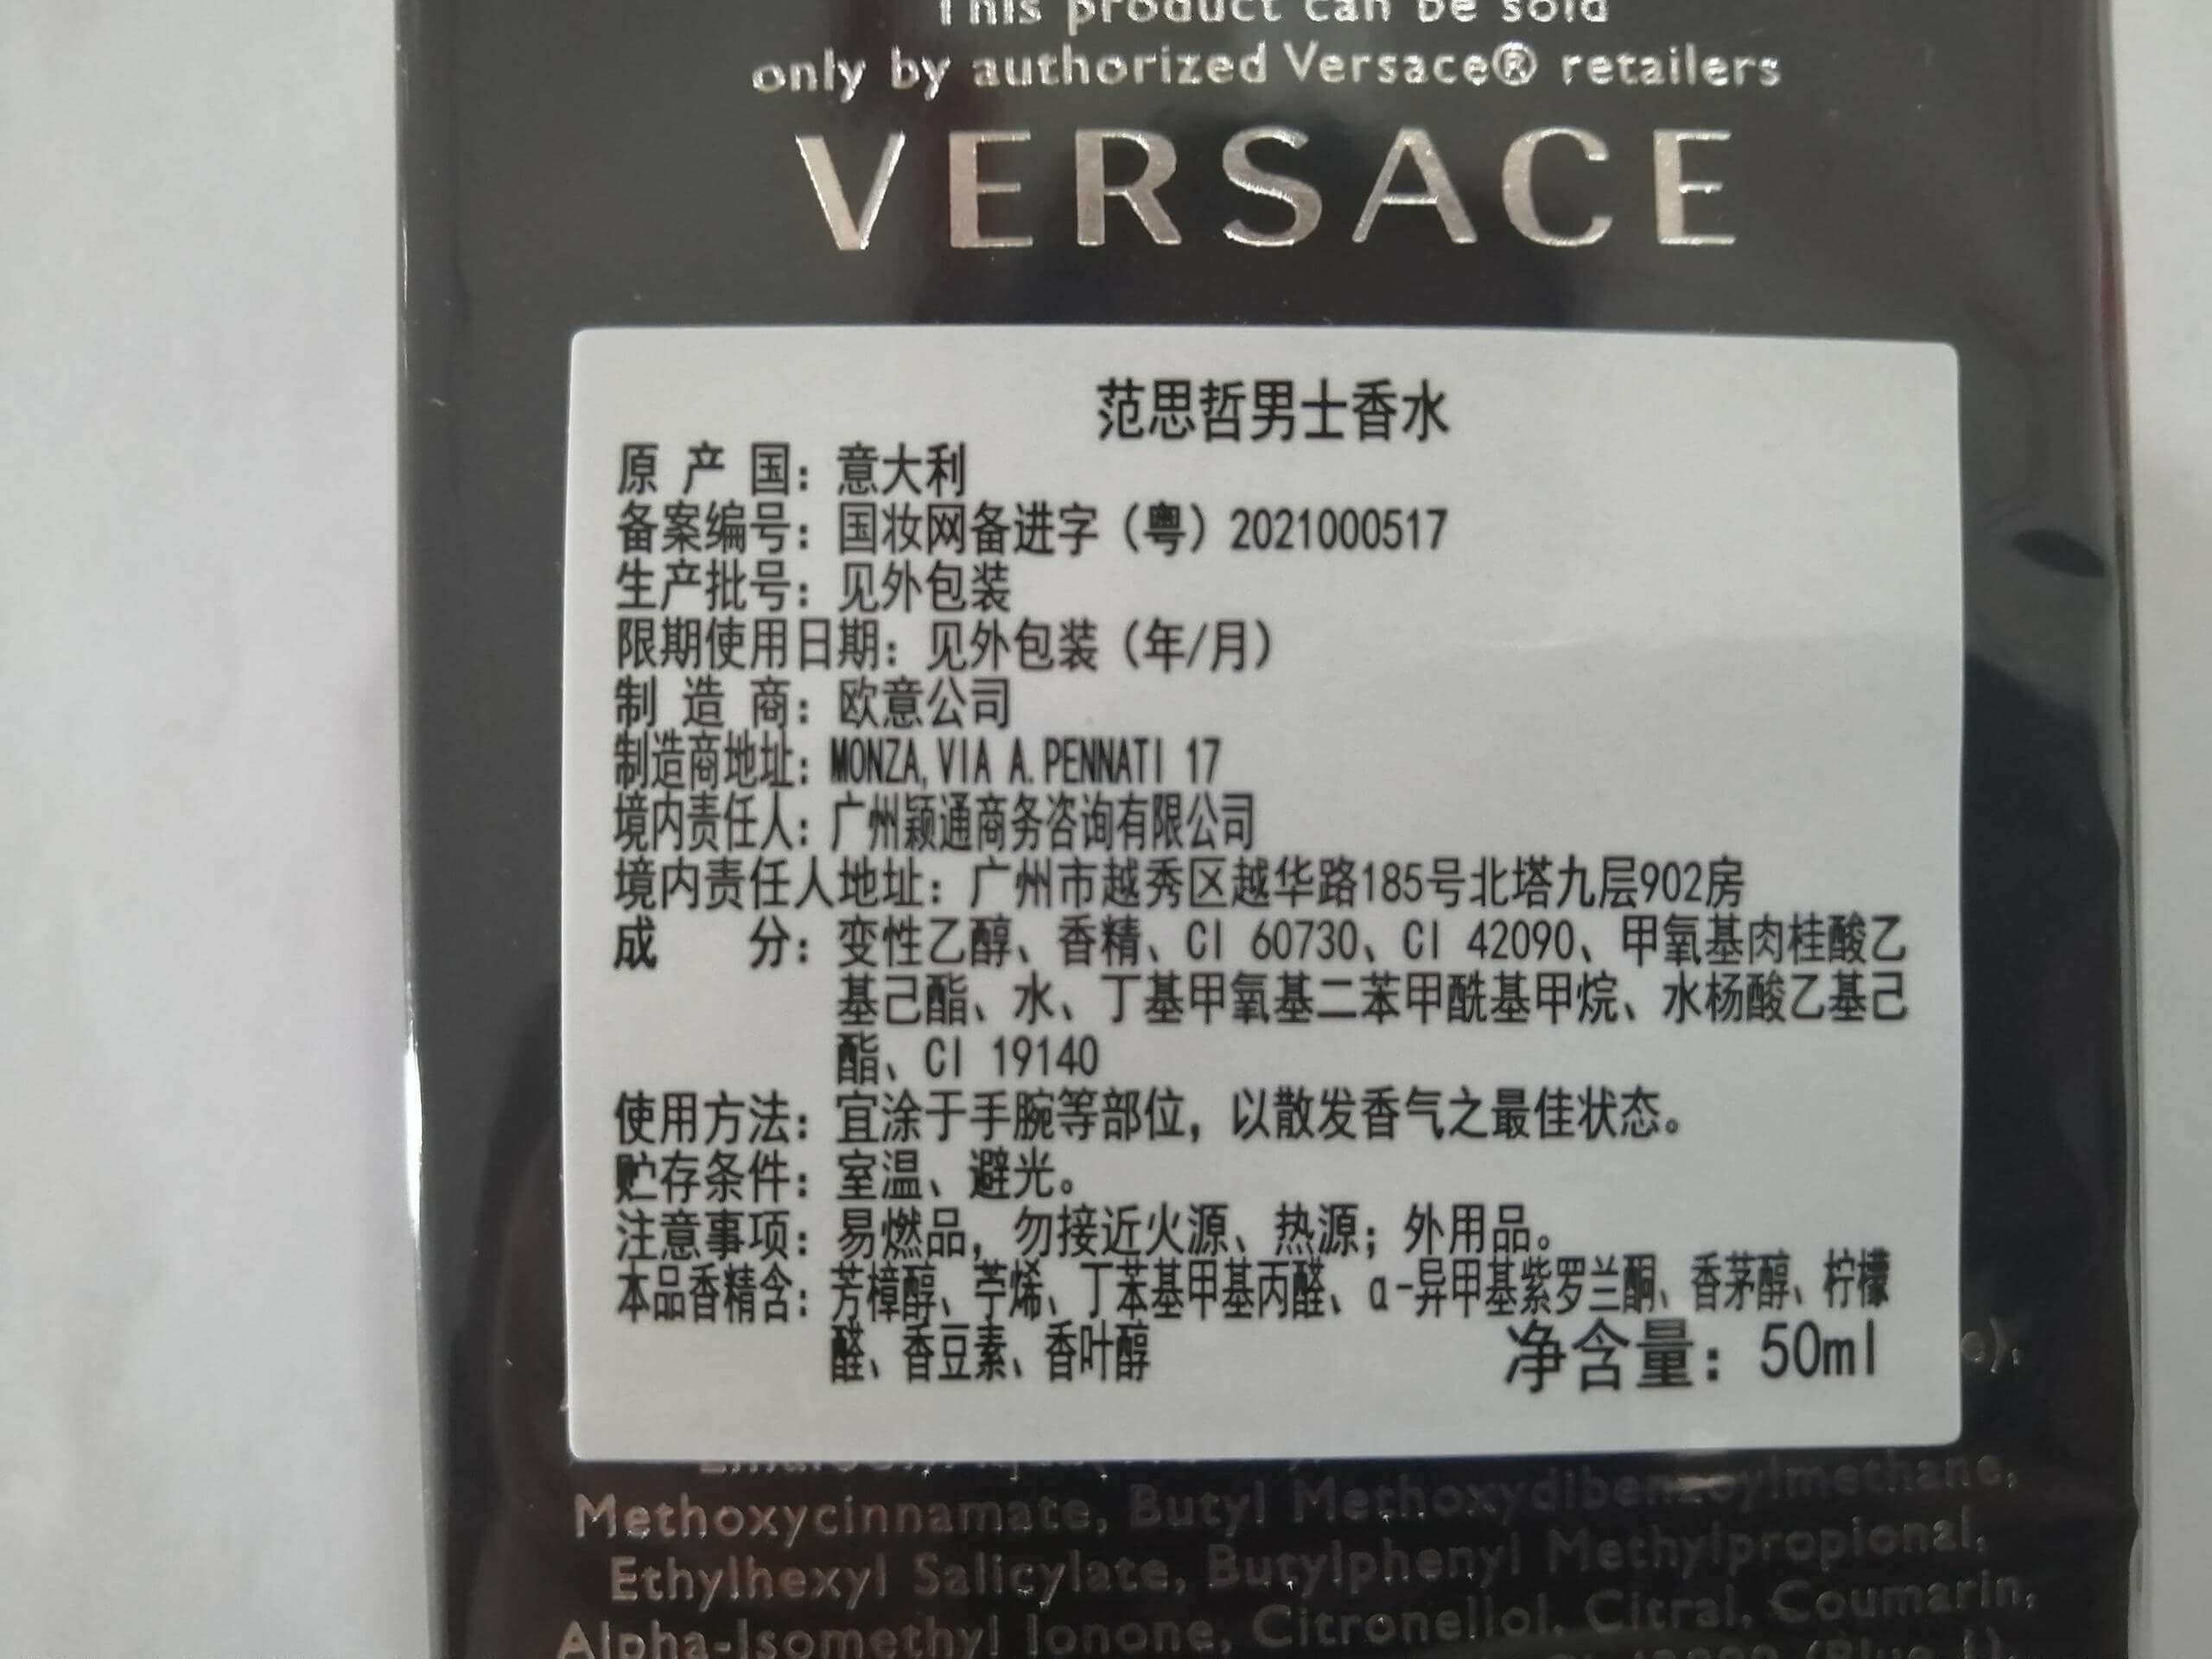 This product can be sold
only by authorized Versace® retailers
VERSACE
范思哲男士香水
原产国：意大利
备案编号：国妆网备进字（粤）2021000517
生产批号：见外包装
限期使用日期：见外包装（年/月）
制造商：欧意公司
制造商地址：MONZA,VIA A.PENNATI 17
境内责任人：广州颖通商务咨询有限公司
境内责任人地址：广州市越秀区越华路185号北塔九层902房
成分：变性乙醇、香精、CI 60730、CI 42090、甲氧基肉桂酸乙
基己酯、水、丁基甲氧基二苯甲酰基甲烷、水杨酸乙基己
酯、CI 19140
使用方法：宜涂于手腕等部位，以散发香气之最佳状态。
贮存条件：室温、避光。
注意事项：易燃品，勿接近火源、热源；外用品。
本品香精含：芳樟醇、苧烯、丁苯基甲基丙醛、α-异甲基紫罗兰酮、香茅醇、柠檬
醛、香豆素、香叶醇
净含量：50ml
Methoxycinnamate, Butyl Methoxydibenzoylmethane,
Ethylhexyl Salicylate, Butylphenyl Methylpropional,
Alpha-Isomethyl Ionone, Citronellol, Citral, Coumarin,